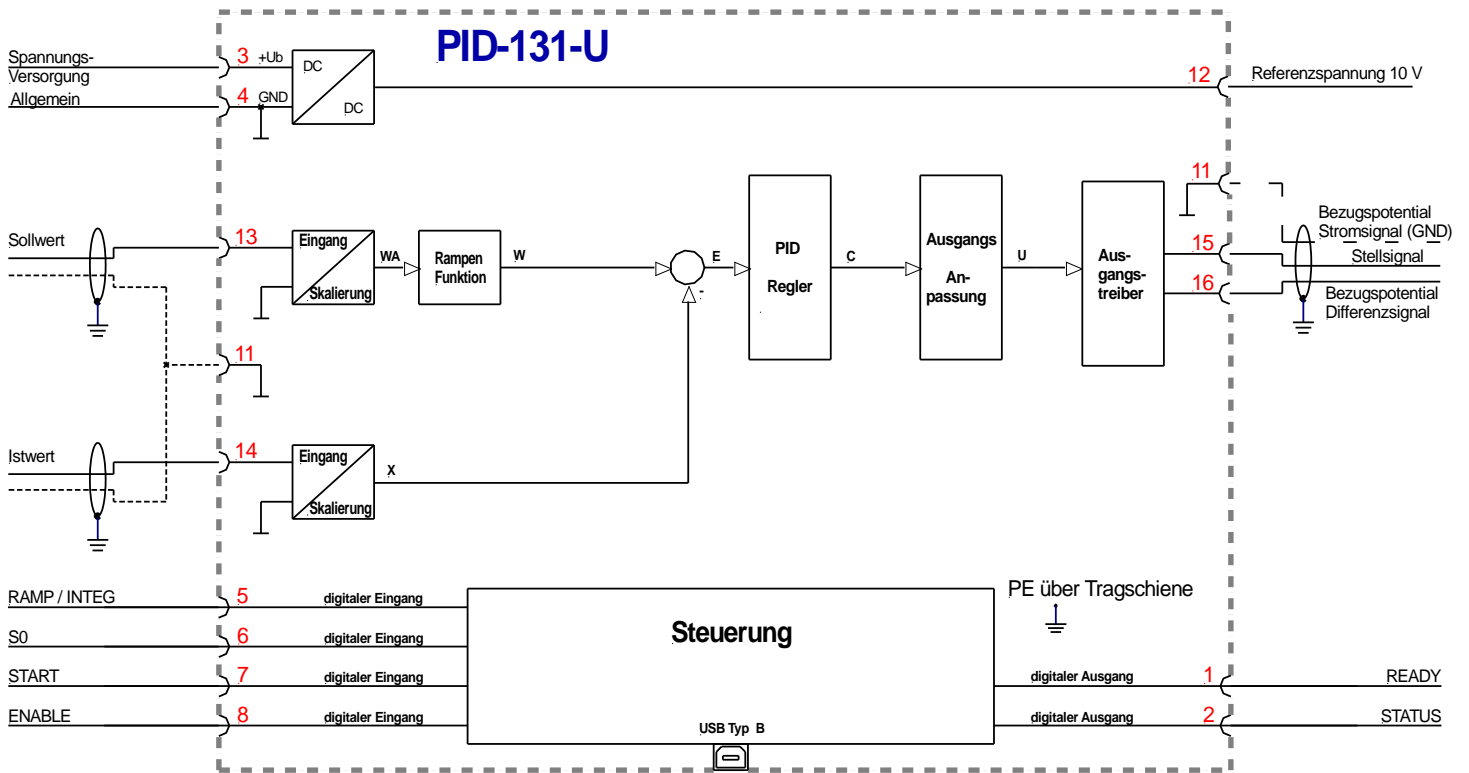 PID-131-U
Spannungs-
Versorgung
Allgemein
3
+Ub
4
GND
DC
DC
12
Referenzspannung 10 V
Sollwert
13
Eingang
Skalierung
WA
Rampen
Funktion
W
-
E
PID
Regler
C
Ausgangs
An-
passung
U
Aus-
gangs-
treiber
11
15
16
Bezugspotential
Stromsignal (GND)
Stellsignal
Bezugspotential
Differenzsignal
11
Istwert
14
Eingang
Skalierung
X
RAMP / INTEG
5
digitaler Eingang
S0
6
digitaler Eingang
START
7
digitaler Eingang
ENABLE
8
digitaler Eingang
Steuerung
USB Typ B
PE über Tragschiene
digitaler Ausgang
1
READY
digitaler Ausgang
2
STATUS